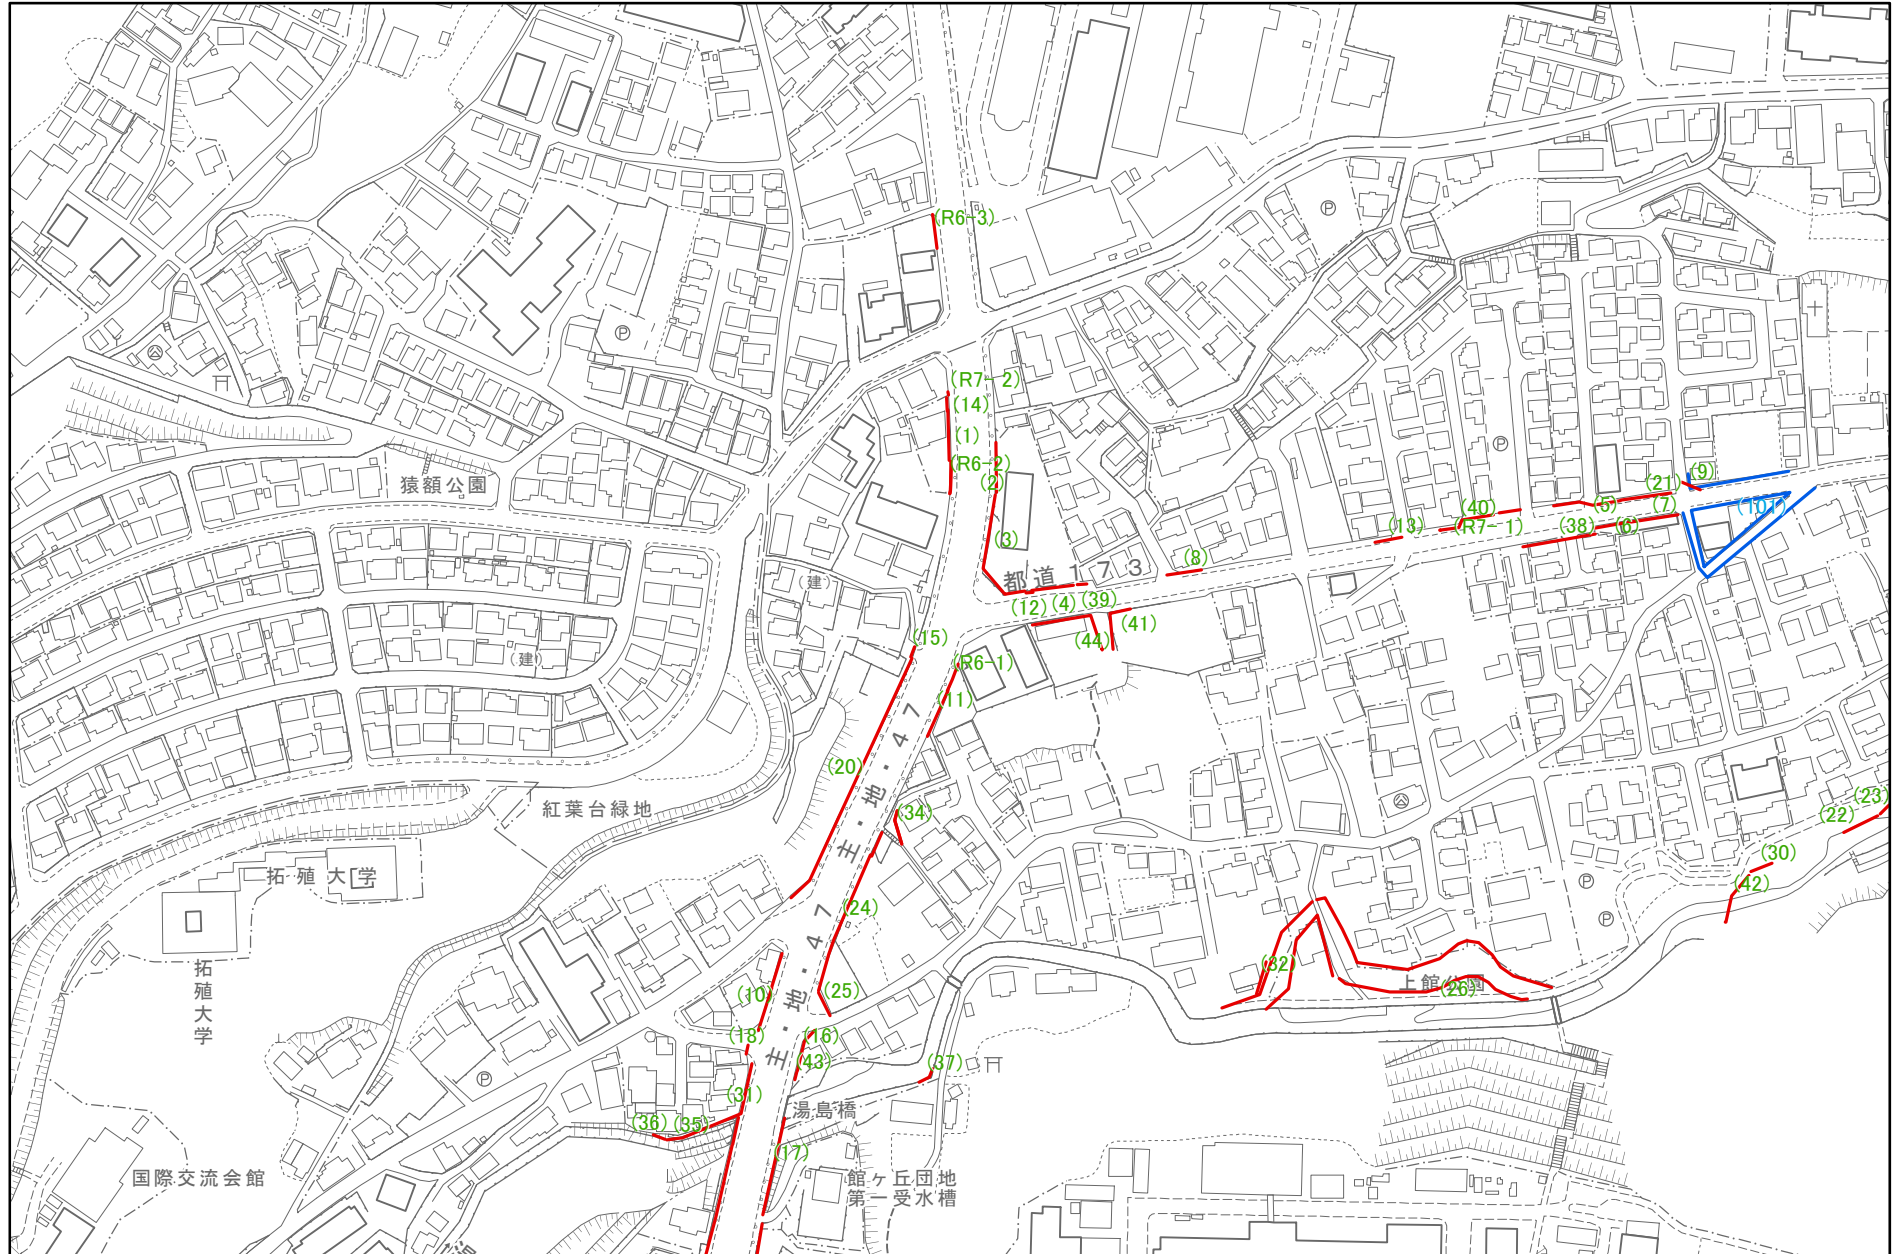 (R6-3)
(R7-2)
(14)
(1)
(R6-2)
(2)
(3)
猿額公園
(9)
(21)
(101)
(40)
(5)
(7)
(13)
(R7-1)
(38)
(6)
(8)
都道173
(建)
(12)
(4)
(39)
(41)
(44)
(15)
(R6-1)
(建)
(11)
(20)
主・地・47
紅葉台緑地
(34)
(23)
(22)
(30)
(42)
拓殖大学
(24)
主・地・47
拓殖大学
(32)
上館公園
(26)
(10)
(25)
(18)
(16)
(43)
(37)
(31)
湯島橋
(36)
(35)
(17)
国際交流会館
館ヶ丘団地
第一受水槽
P
P
P
P
P
P